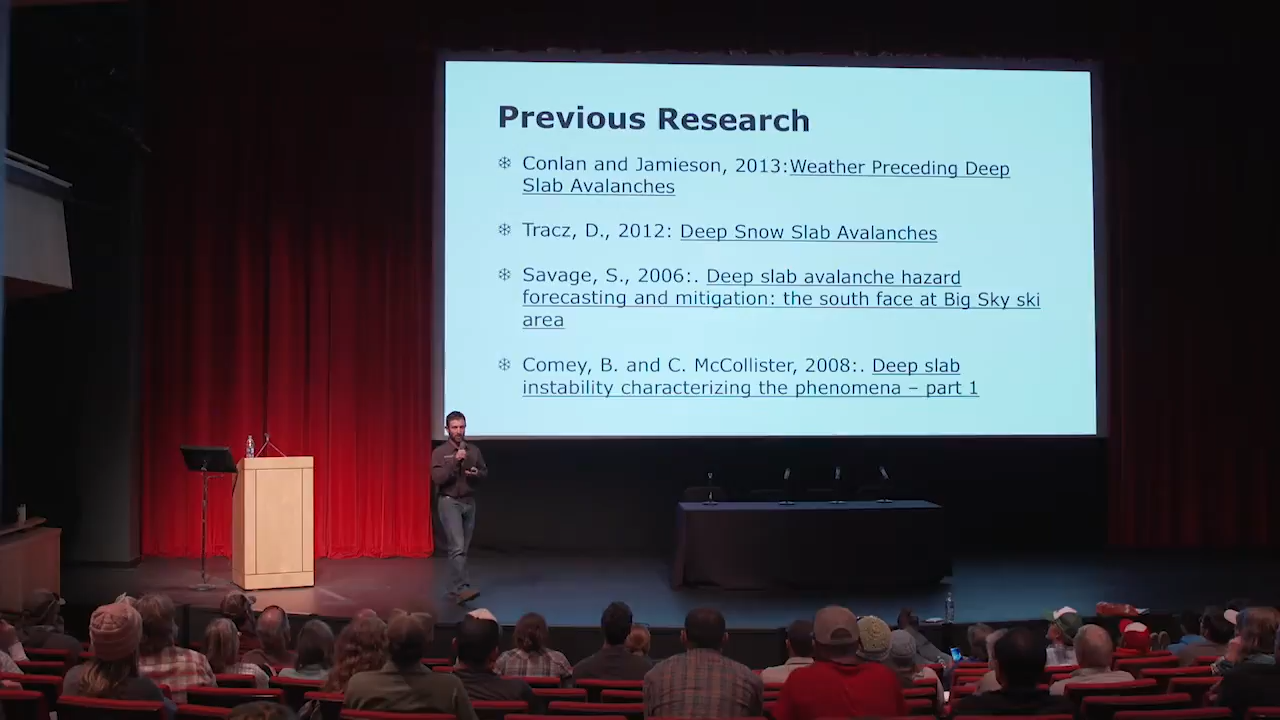 Previous Research
Conlan and Jamieson, 2013:Weather Preceding Deep
Slab Avalanches
Tracz, D., 2012: Deep Snow Slab Avalanches
Savage, S., 2006:. Deep slab avalanche hazard
forecasting and mitigation: the south face at Big Sky ski
area
Comey, B. and C. McCollister, 2008:. Deep slab
instability characterizing the phenomena – part 1